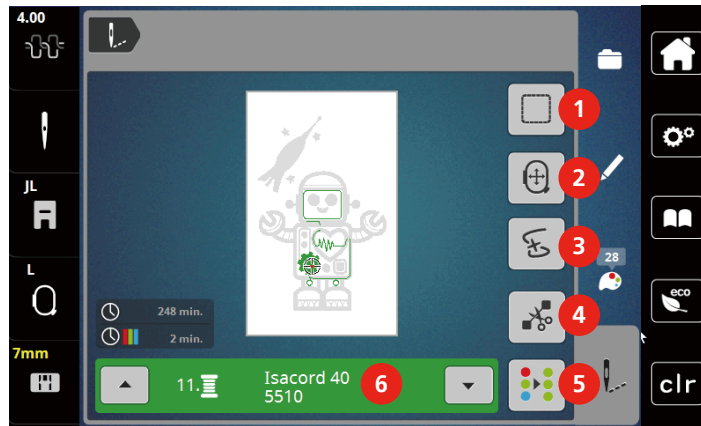 4.00
JL
L
7mm
1
2
3
4
5
6
248 min.
2 min.
11.
Isacord 40
5510
28
eco
clr